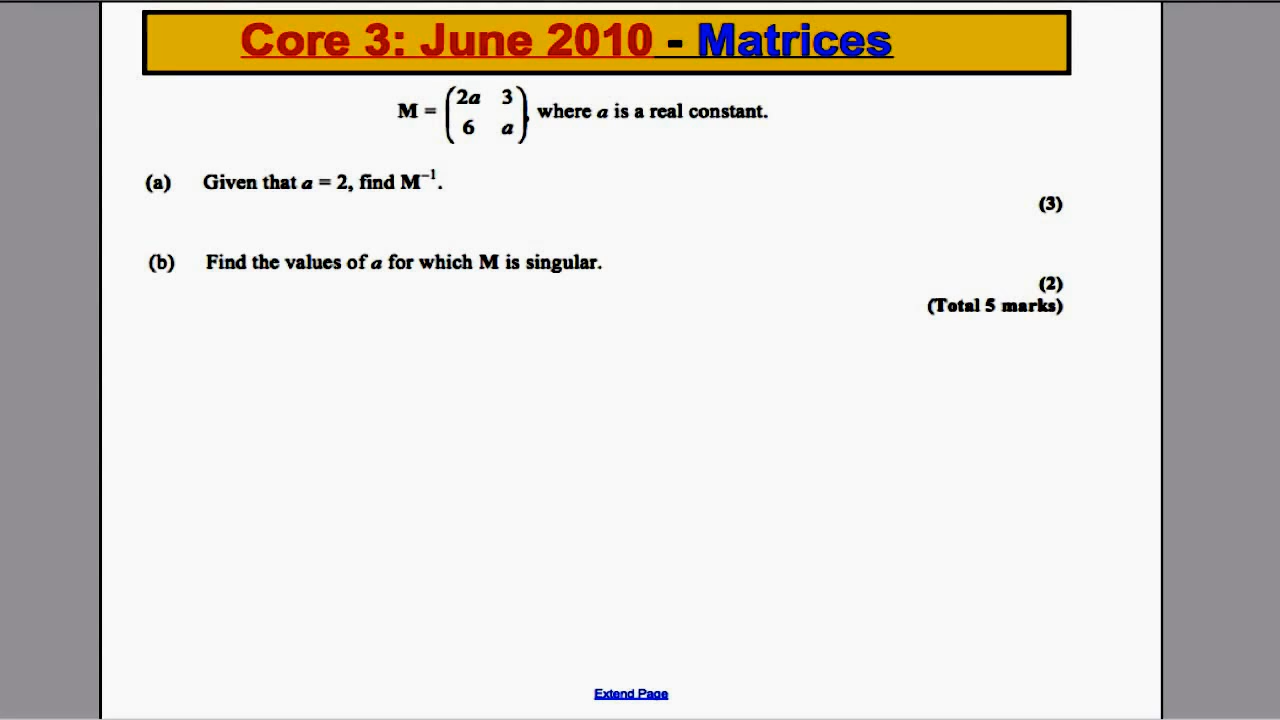 Core 3: June 2010 - Matrices
M = (2a 3
6 a), where a is a real constant.
(a) Given that a = 2, find M⁻¹.
(3)
(b) Find the values of a for which M is singular.
(2)
(Total 5 marks)
Extend Page